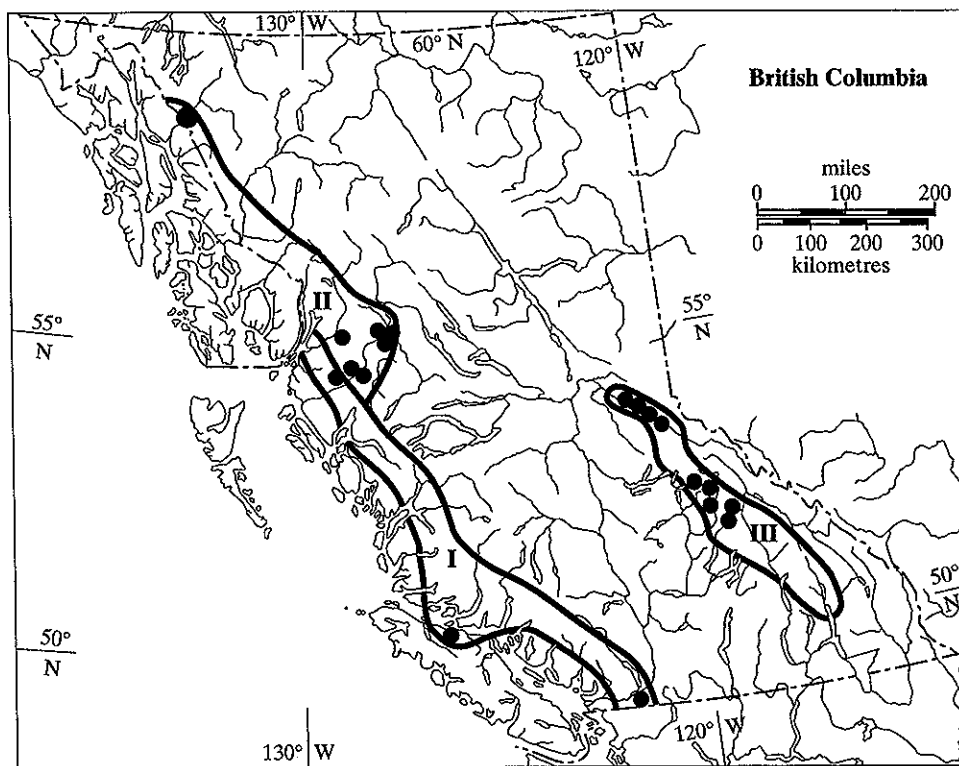 130° W
60° N
120° W
British Columbia
miles
0 100 200
0 100 200 300
kilometres
II
55°
N
55°
N
III
I
50°
N
50°
N
130° W
120° W